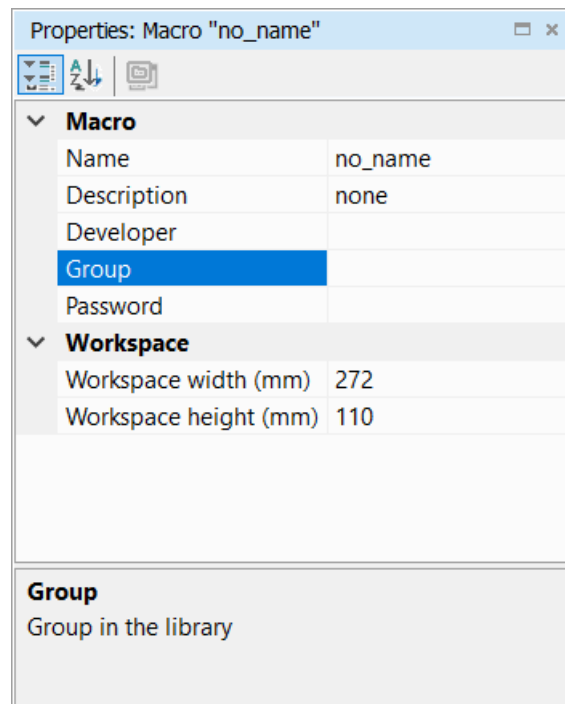 Properties: Macro "no_name"
Macro
Name no_name
Description none
Developer
Group
Password
Workspace
Workspace width (mm) 272
Workspace height (mm) 110
Group
Group in the library